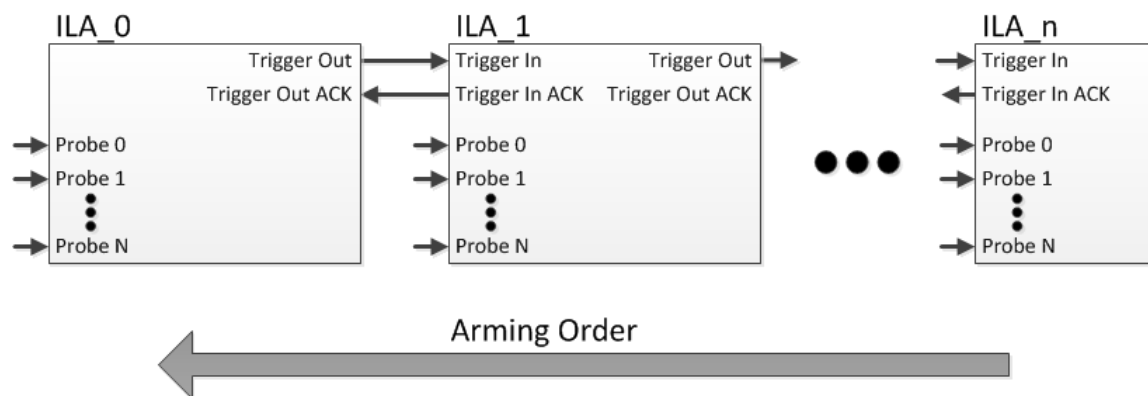 ILA_0
ILA_1
ILA_n
Trigger Out
Trigger In
Trigger Out
Trigger In
Trigger Out ACK
Trigger In ACK
Trigger Out ACK
Trigger In ACK
Probe 0
Probe 0
Probe 0
Probe 1
Probe 1
Probe 1
Probe N
Probe N
Probe N
Arming Order